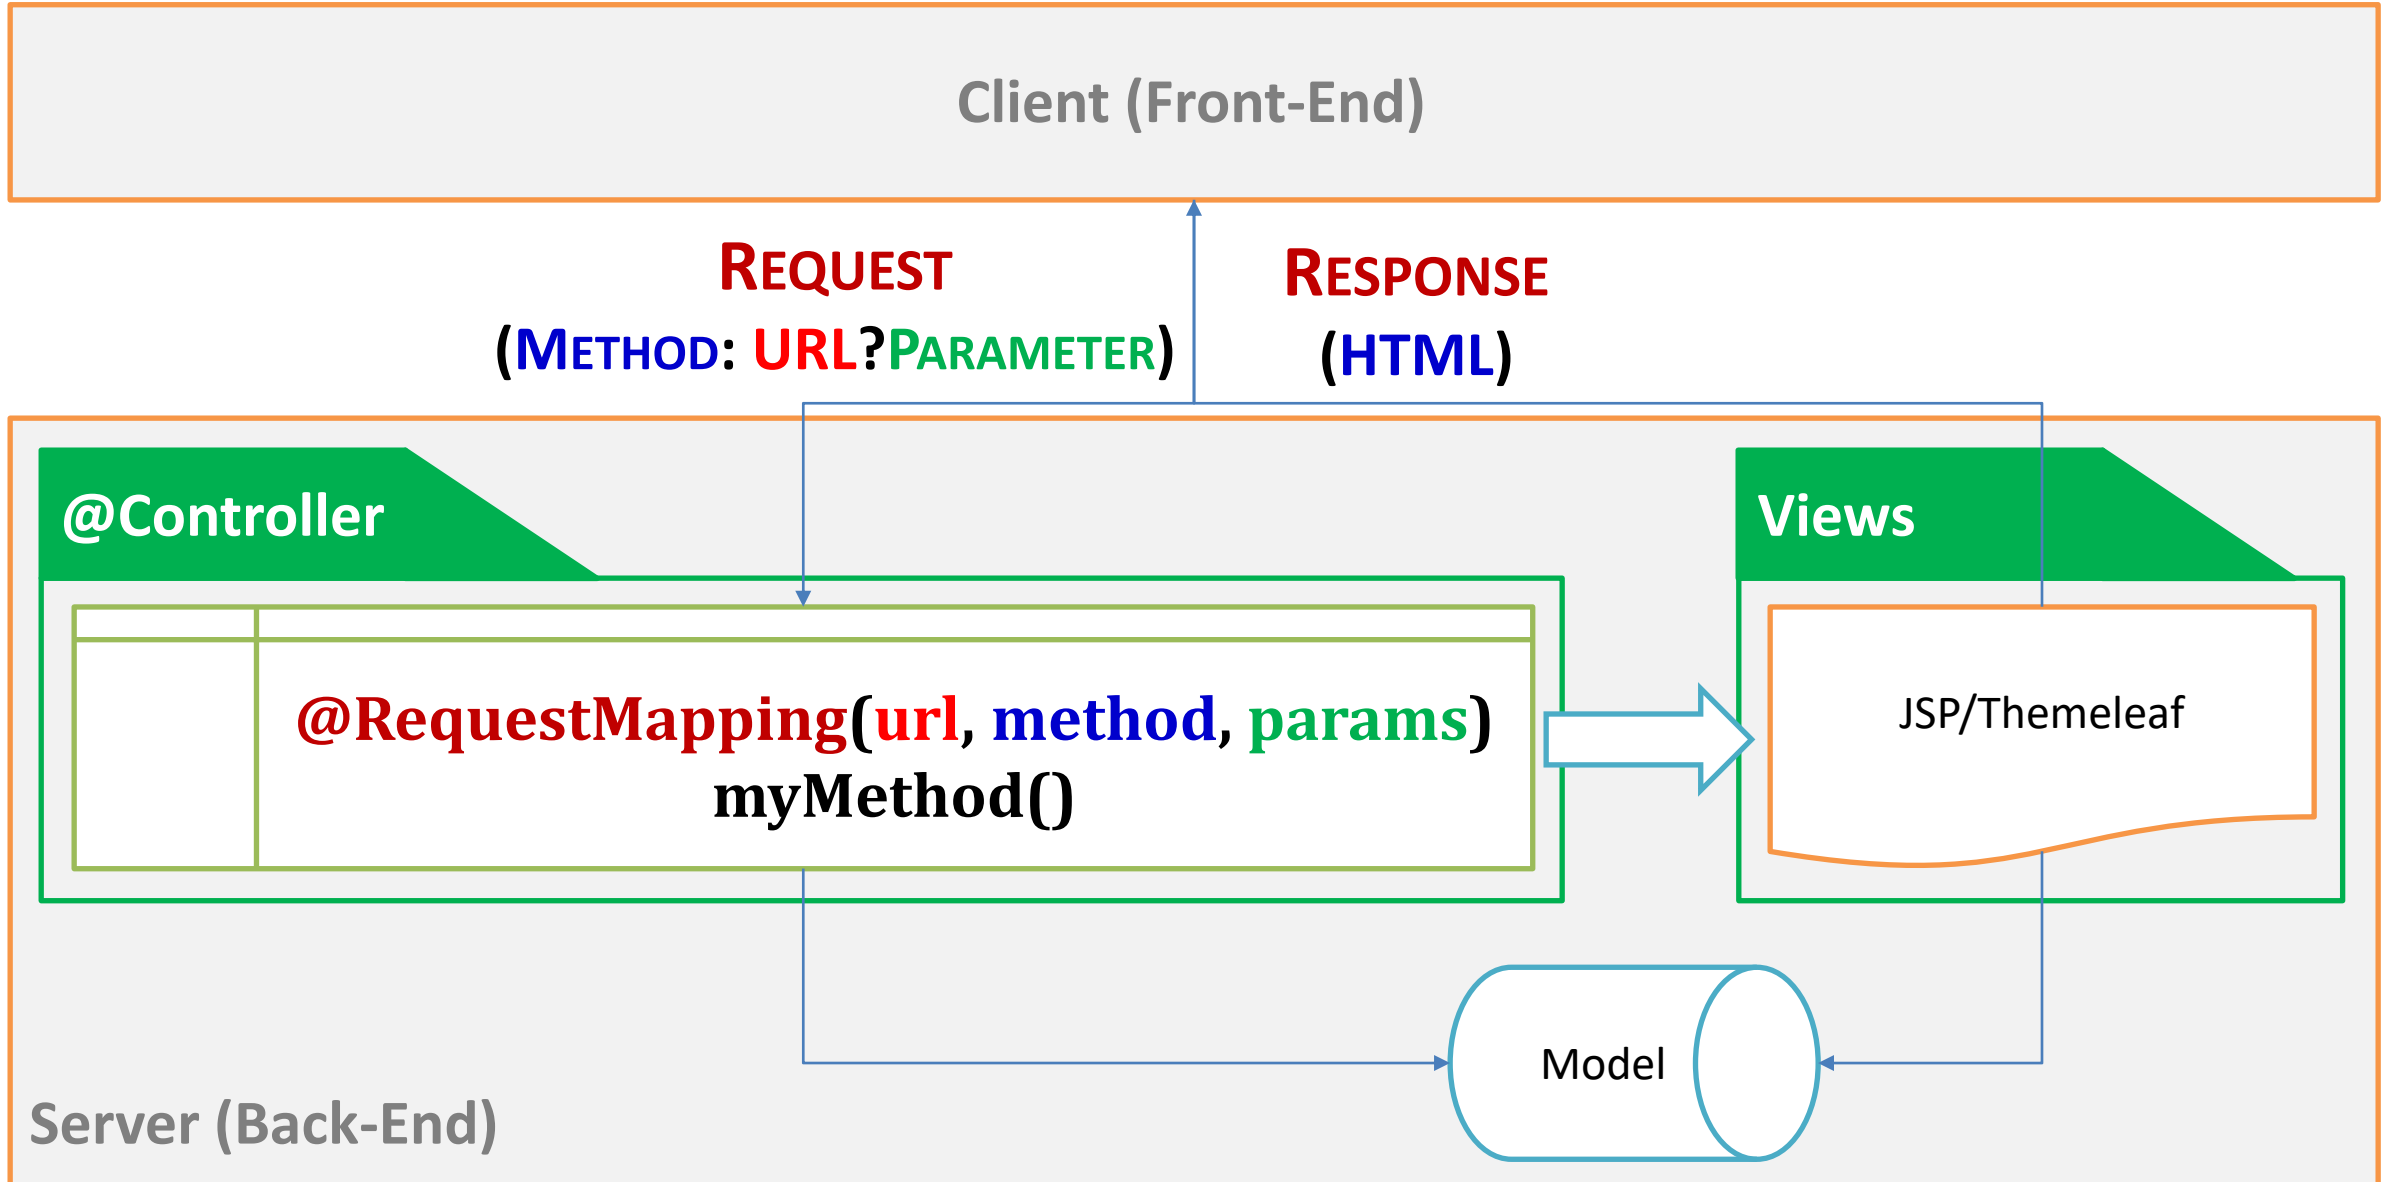 Client (Front-End)
REQUEST
(METHOD: URL?PARAMETER)
RESPONSE
(HTML)
@Controller
@RequestMapping(url, method, params)
myMethod()
Views
JSP/Themeleaf
Model
Server (Back-End)